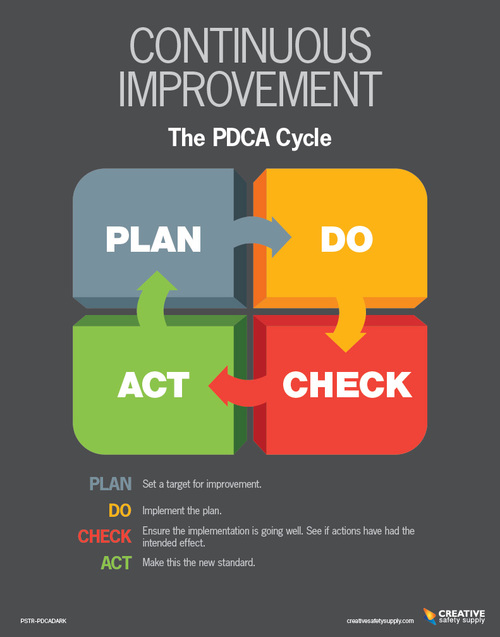 CONTINUOUS
IMPROVEMENT
The PDCA Cycle
PLAN
DO
ACT
CHECK
PLAN Set a target for improvement.
DO Implement the plan.
CHECK Ensure the implementation is going well. See if actions have had the
intended effect.
ACT Make this the new standard.
PSTR-PDCADARK
creativesafetysupply.com
CREATIVE
safety supply